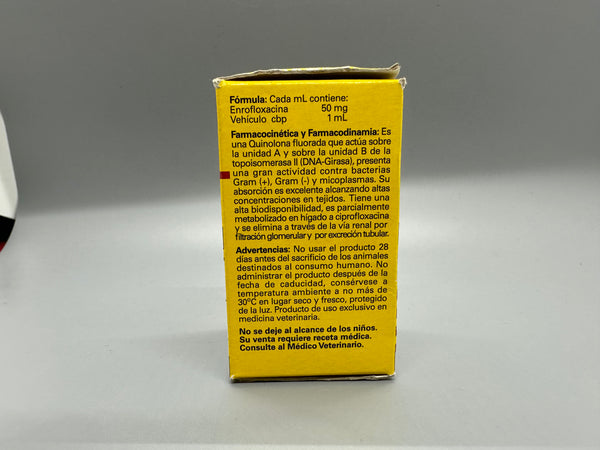 Fórmula: Cada mL contiene:
Enrofloxacina 50 mg
Vehículo cbp 1 mL
Farmacocinética y Farmacodinamia: Es
una Quinolona fluorada que actúa sobre
la unidad A y sobre la unidad B de la
topoisomerasa II (DNA-Girasa), presenta
una gran actividad contra bacterias
Gram (+), Gram (-) y micoplasmas. Su
absorción es excelente alcanzando altas
concentraciones en tejidos. Tiene una
alta biodisponibilidad, es parcialmente
metabolizado en hígado a ciprofloxacina
y se elimina a través de la vía renal por
filtración glomerular y por excreción tubular.
Advertencias: No usar el producto 28
días antes del sacrificio de los animales
destinados al consumo humano. No
administrar el producto después de la
fecha de caducidad, consérvese a
temperatura ambiente a no más de
30ºC en lugar seco y fresco, protegido
de la luz. Producto de uso exclusivo en
medicina veterinaria.
No se deje al alcance de los niños.
Su venta requiere receta médica.
Consulte al Médico Veterinario.